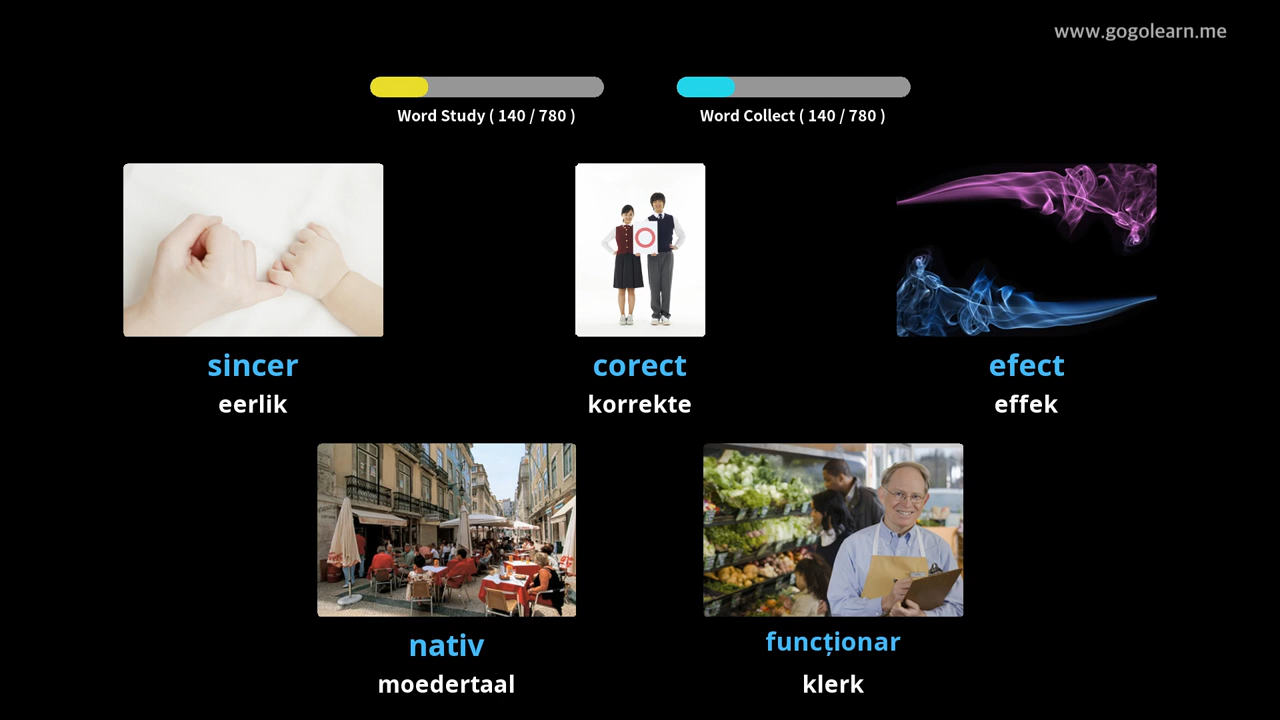 www.gogolearn.me
Word Study ( 140 / 780 )
Word Collect ( 140 / 780 )
sincer
eerlik
corect
korrekte
efect
effek
nativ
moedertaal
funcționar
klerk